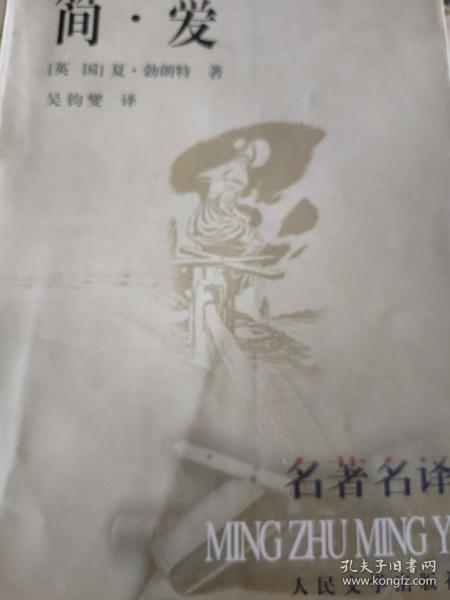 简·爱
[英 国] 夏·勃朗特 著
吴钧燮 译
名著名译
MING ZHU MING Y
人民文学出版社
孔夫子旧书网
www.kongfz.com